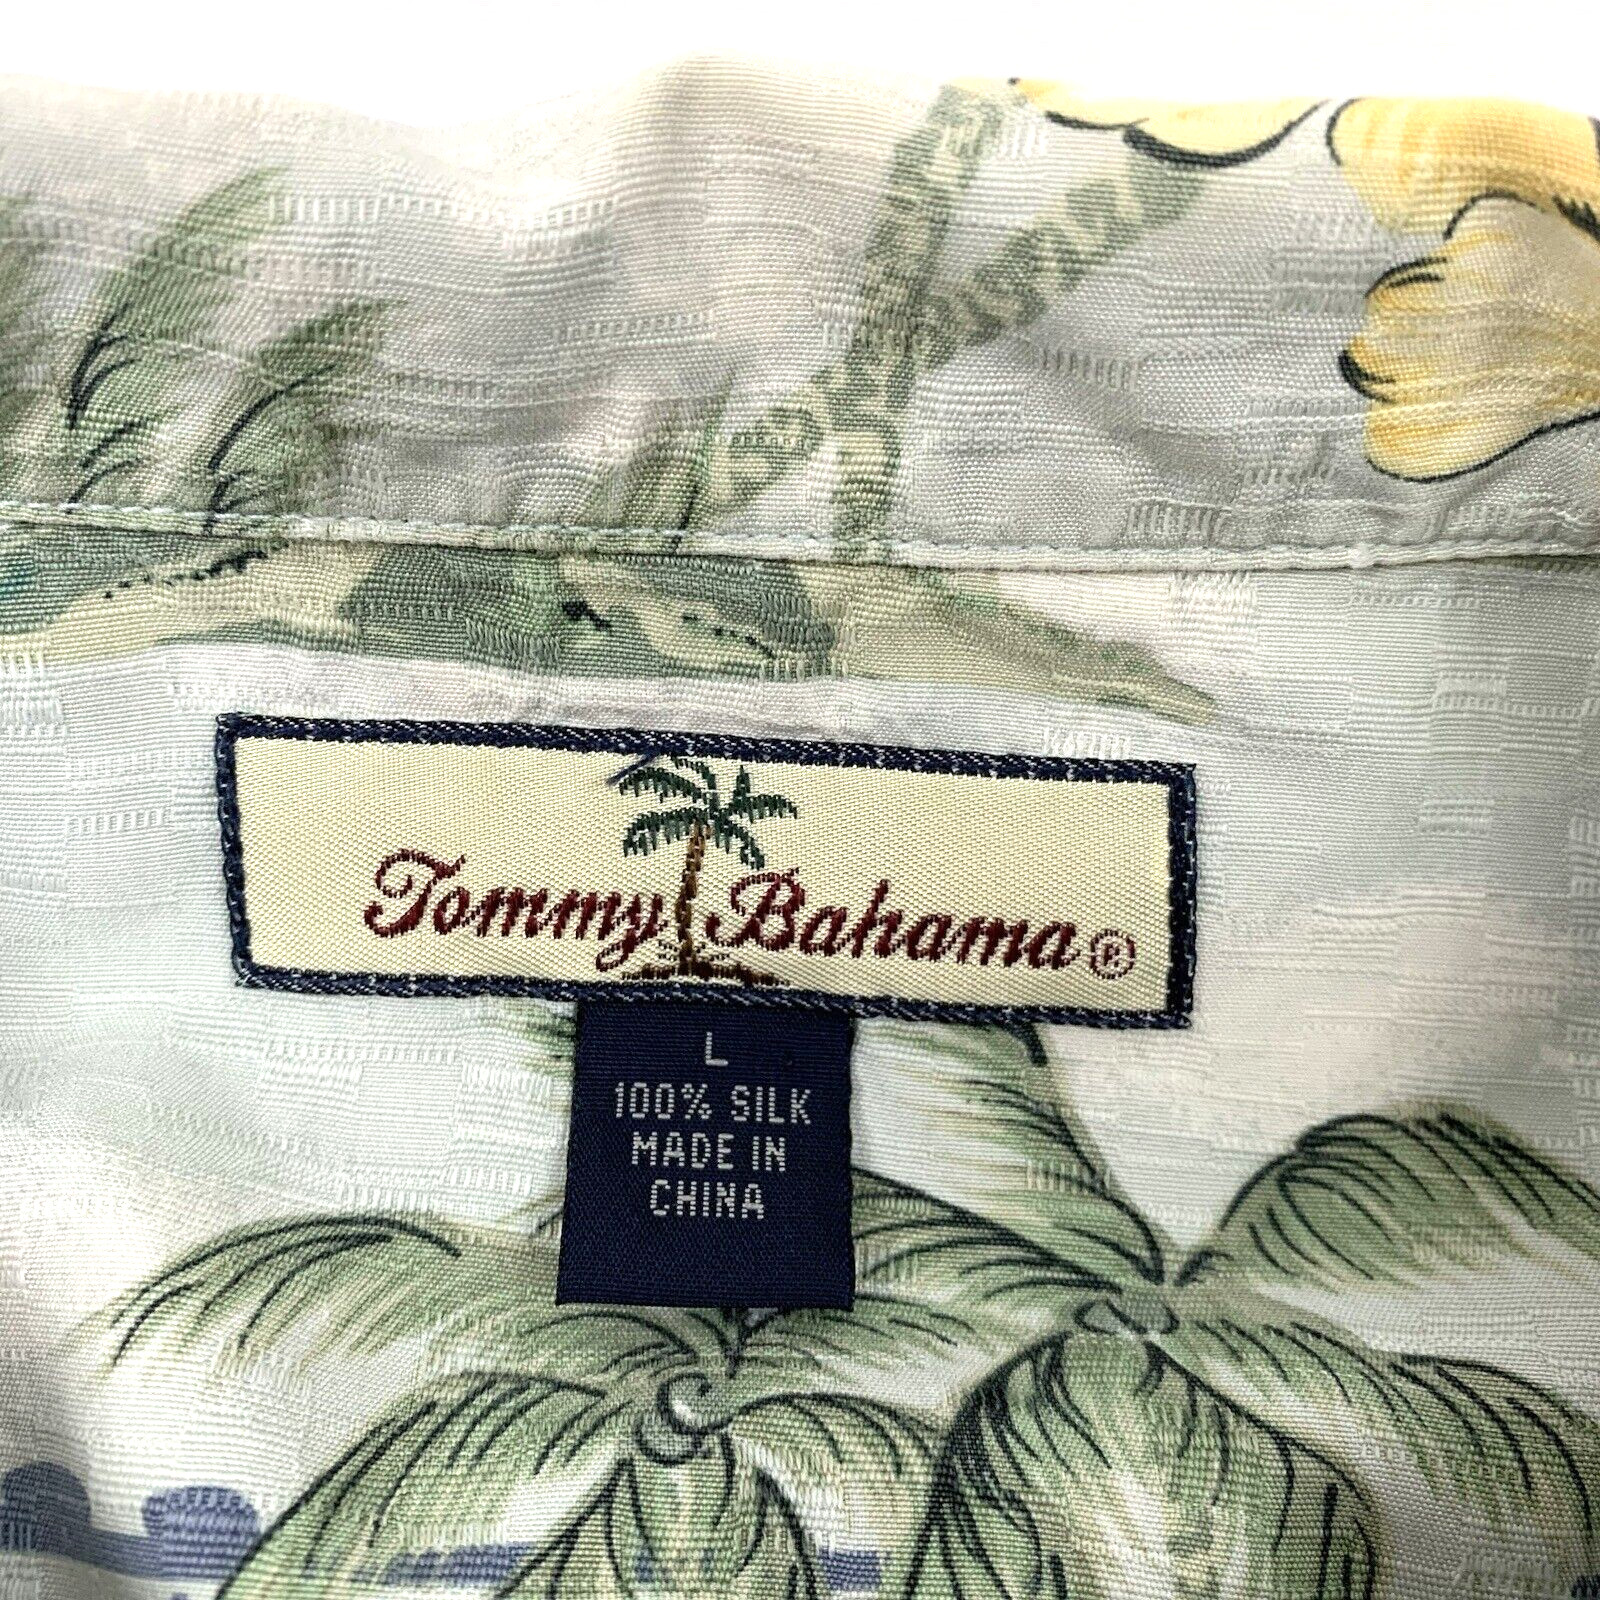 Tommy Bahama®
L
100% SILK
MADE IN
CHINA